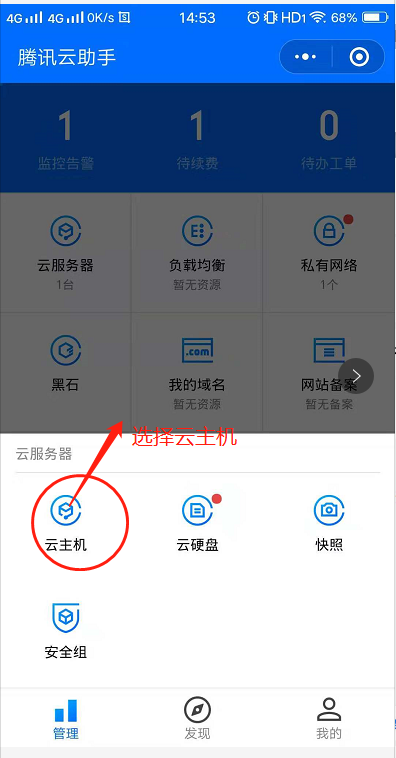 4G 4G 0K/s 14:53 HD1 68%
腾讯云助手
1 1 0
监控告警 待续费 待办工单
云服务器 负载均衡 私有网络
1台 暂无资源 1个
.com
黑石 我的域名 网站备案
暂无资源 暂无备案
选择云主机
云服务器
云主机 云硬盘 快照
安全组
管理 发现 我的